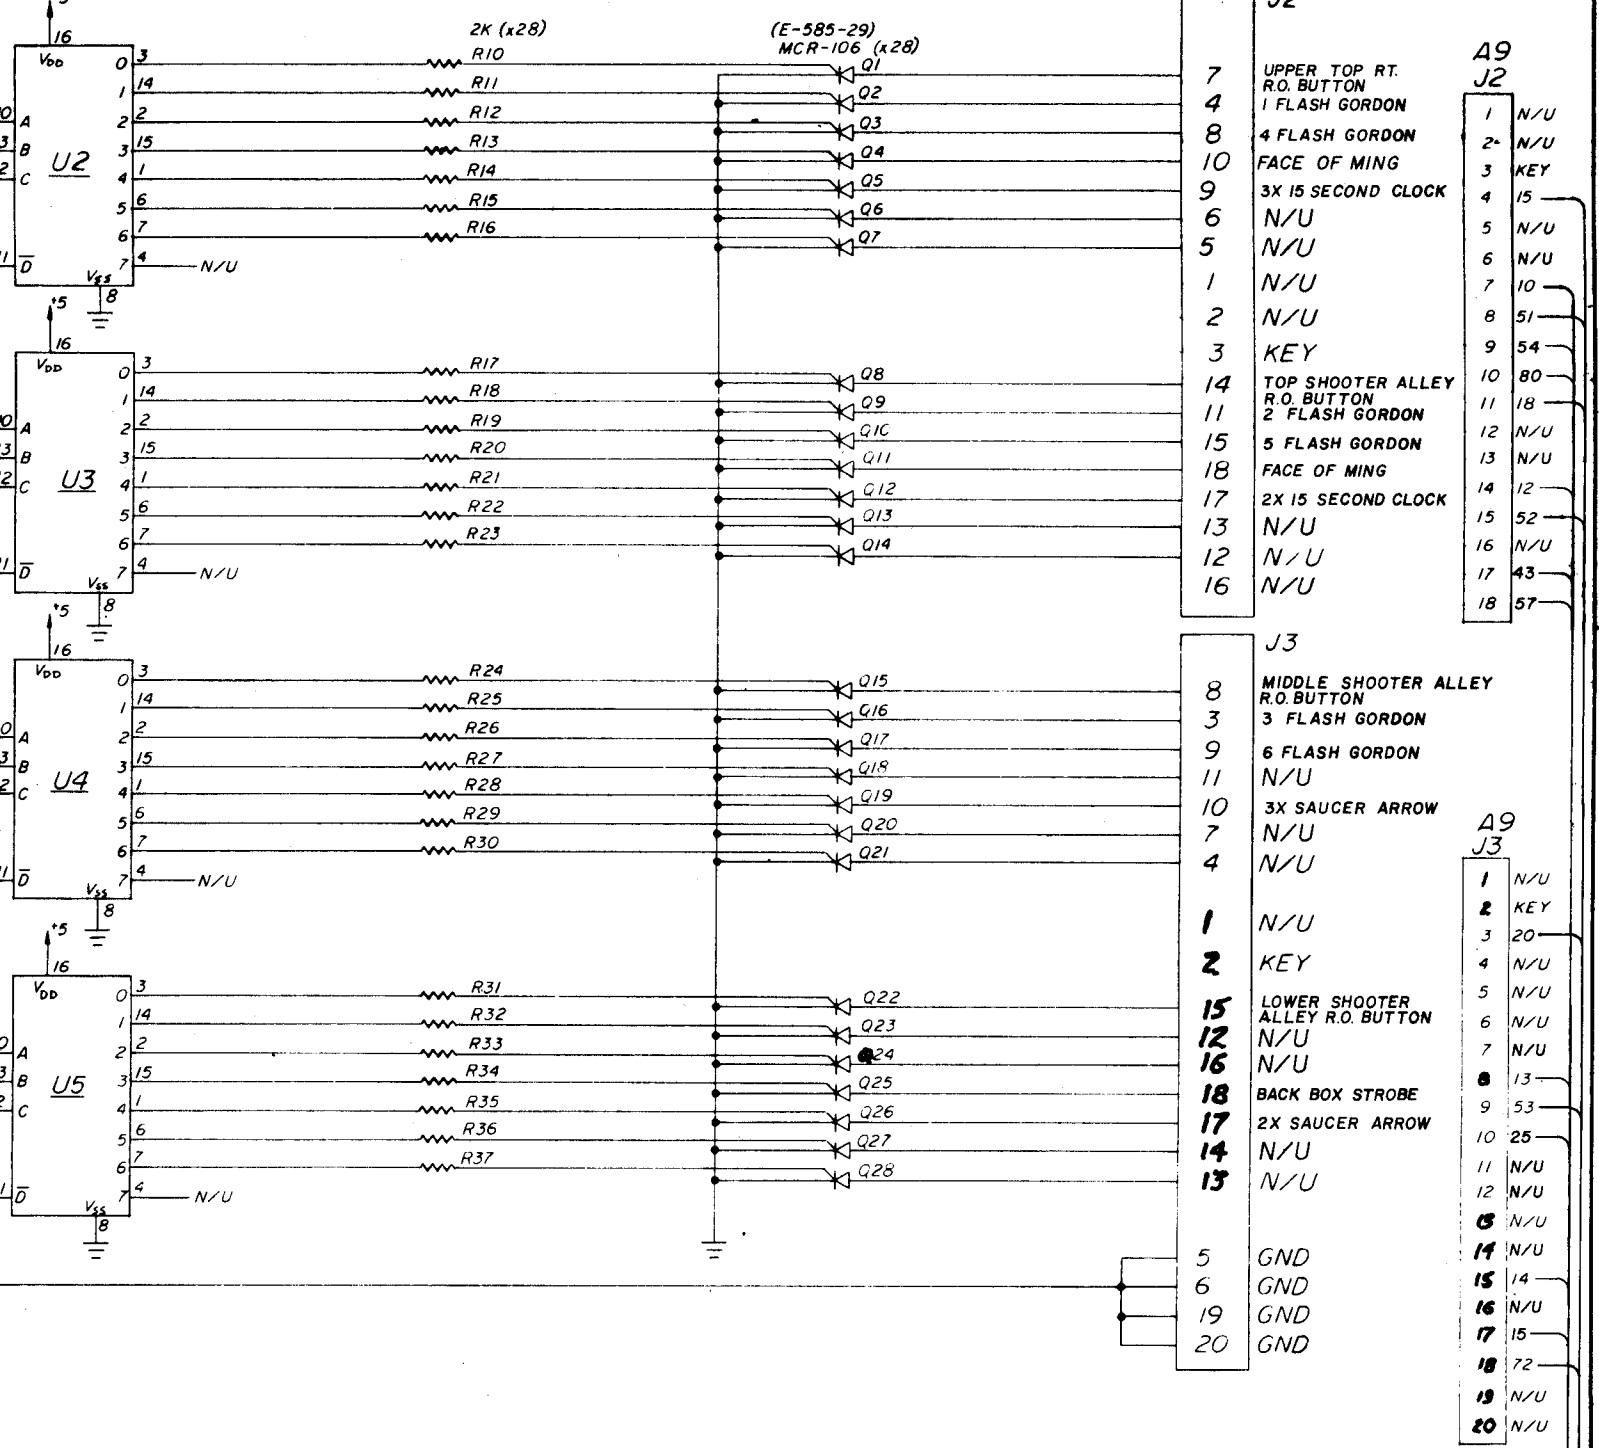 +5
16
VDD
2K (x28)
(E-585-29)
MCR-106 (x28)
J2
0 3 R10 Q1 7 UPPER TOP RT.
R.O. BUTTON
1 14 R11 Q2 4 1 FLASH GORDON
A 2 2 R12 Q3 8 4 FLASH GORDON
B U2 3 15 R13 Q4 10 FACE OF MING
C 4 1 R14 Q5 9 3X 15 SECOND CLOCK
5 6 R15 Q6 6 N/U
6 7 R16 Q7 5 N/U
D 7 4 N/U
VSS
8
1 N/U
2 N/U
3 KEY
+5
16
VDD
0 3 R17 Q8 14 TOP SHOOTER ALLEY
R.O. BUTTON
1 14 R18 Q9 11 2 FLASH GORDON
A 2 2 R19 Q10 15 5 FLASH GORDON
B U3 3 15 R20 Q11 18 FACE OF MING
C 4 1 R21 Q12 17 2X 15 SECOND CLOCK
5 6 R22 Q13 13 N/U
6 7 R23 Q14 12 N/U
D 7 4 N/U
16 N/U
VSS
8
+5
16
VDD
J3
0 3 R24 Q15 8 MIDDLE SHOOTER ALLEY
R.O. BUTTON
1 14 R25 Q16 3 3 FLASH GORDON
A 2 2 R26 Q17 9 6 FLASH GORDON
B U4 3 15 R27 Q18 11 N/U
C 4 1 R28 Q19 10 3X SAUCER ARROW
5 6 R29 Q20 7 N/U
6 7 R30 Q21 4 N/U
D 7 4 N/U
VSS
8
1 N/U
2 KEY
+5
16
VDD
0 3 R31 Q22 15 LOWER SHOOTER
ALLEY R.O. BUTTON
1 14 R32 Q23 12 N/U
A 2 2 R33 Q24 16 N/U
B U5 3 15 R34 Q25 18 BACK BOX STROBE
C 4 1 R35 Q26 17 2X SAUCER ARROW
5 6 R36 Q27 14 N/U
6 7 R37 Q28 13 N/U
D 7 4 N/U
VSS
8
5 GND
6 GND
19 GND
20 GND
A9
J2
1 N/U
2 N/U
3 KEY
4 15
5 N/U
6 N/U
7 10
8 51
9 54
10 80
11 18
12 N/U
13 N/U
14 12
15 52
16 N/U
17 43
18 57
A9
J3
1 N/U
2 KEY
3 20
4 N/U
5 N/U
6 N/U
7 N/U
8 13
9 53
10 25
11 N/U
12 N/U
13 N/U
14 N/U
15 14
16 N/U
17 15
18 72
19 N/U
20 N/U